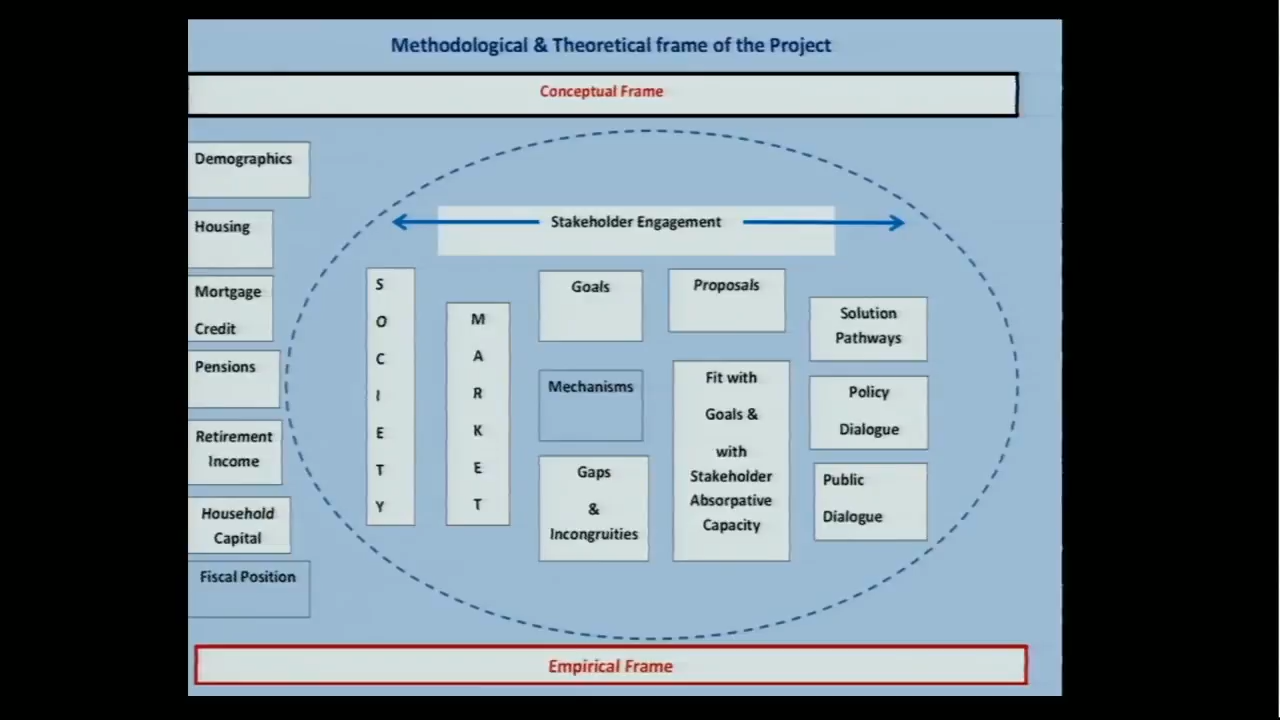 Methodological & Theoretical frame of the Project
Conceptual Frame
Demographics
Housing
Mortgage
Credit
Pensions
Retirement
Income
Household
Capital
Fiscal Position
Stakeholder Engagement
S
O
C
I
E
T
Y
M
A
R
K
E
T
Goals
Mechanisms
Gaps
&
Incongruities
Proposals
Fit with
Goals &
with
Stakeholder
Absorpative
Capacity
Solution
Pathways
Policy
Dialogue
Public
Dialogue
Empirical Frame